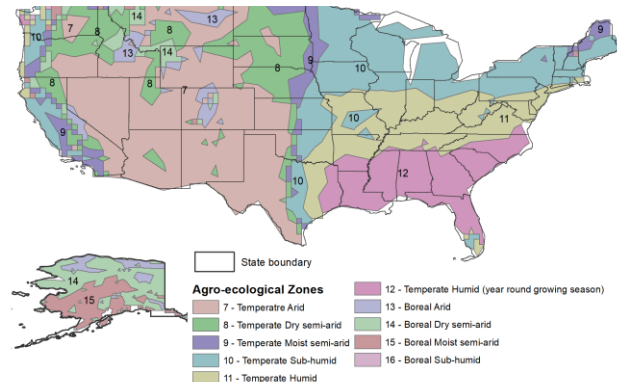 14
13
9
7
8
10
8
8
14
13
9
8
7
8
10
10
9
11
12
10
State boundary
14
15
Agro-ecological Zones
7 - Temperatre Arid
8 - Temperate Dry semi-arid
9 - Temperate Moist semi-arid
10 - Temperate Sub-humid
11 - Temperate Humid
12 - Temperate Humid (year round growing season)
13 - Boreal Arid
14 - Boreal Dry semi-arid
15 - Boreal Moist semi-arid
16 - Boreal Sub-humid